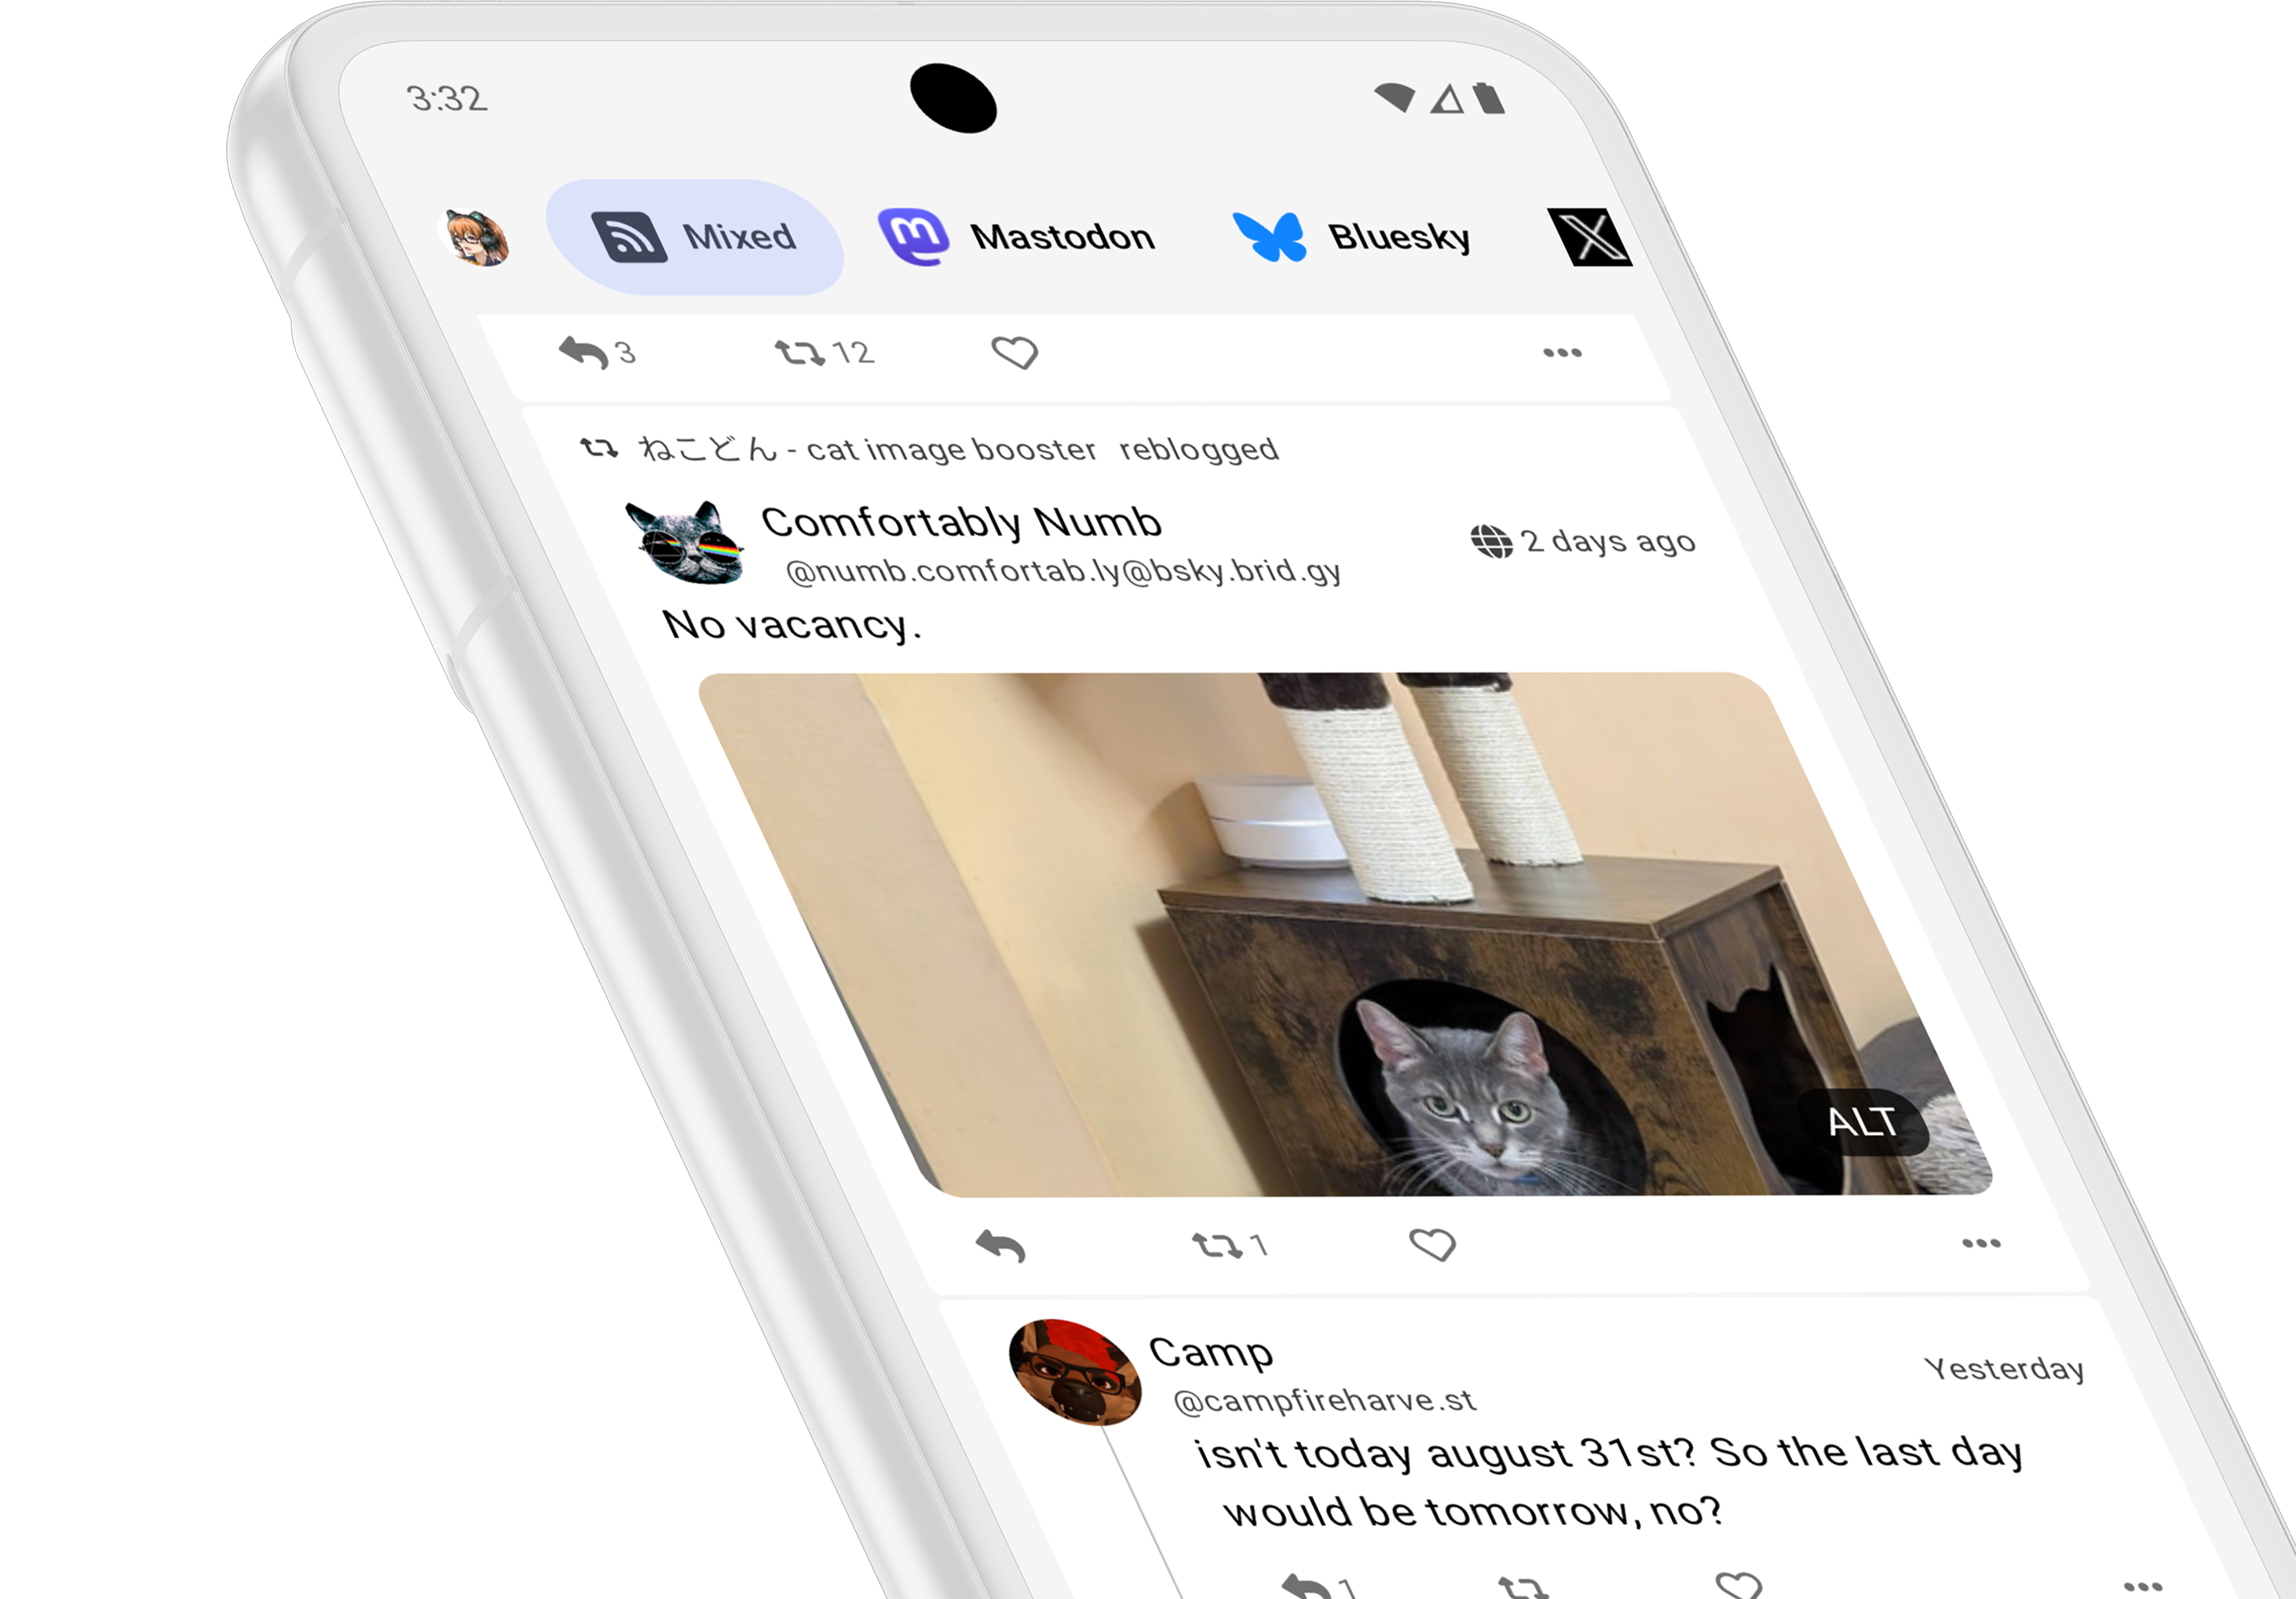 3:32
Mixed
Mastodon
Bluesky
3
12
ねこどん - cat image booster reblogged
Comfortably Numb
2 days ago
@numb.comfortab.ly@bsky.brid.gy
No vacancy.
ALT
1
Camp
Yesterday
@campfireharve.st
isn't today august 31st? So the last day
would be tomorrow, no?
1